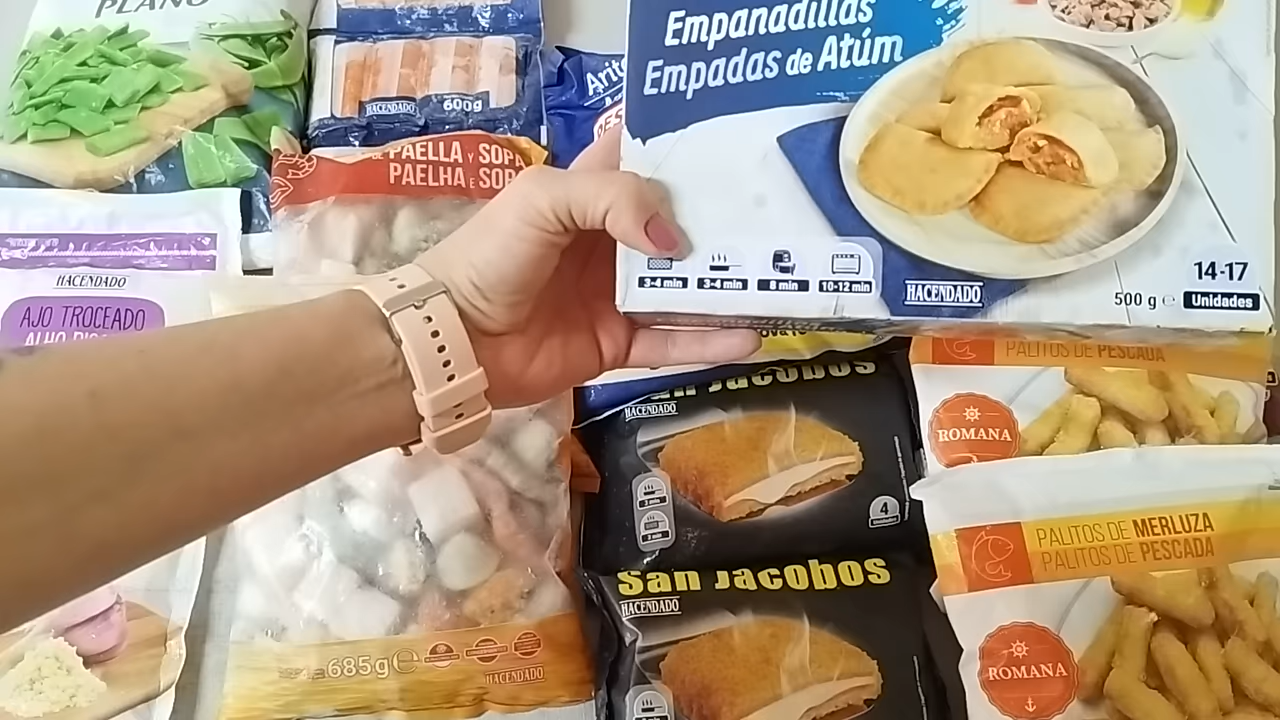 PLANO
HACENDADO
600g
PAELLA Y SOPA
PAELHA E SOP
HACENDADO
AJO TROCEADO
685g e
HACENDADO
Empanadillas
Empadas de Atúm
3-4 min
3-4 min
8 min
10-12 min
HACENDADO
500 g e
14-17
Unidades
San Jacobos
HACENDADO
4
Unidades
San Jacobos
HACENDADO
PALITOS DE PESCADA
ROMANA
PALITOS DE MERLUZA
PALITOS DE PESCADA
ROMANA